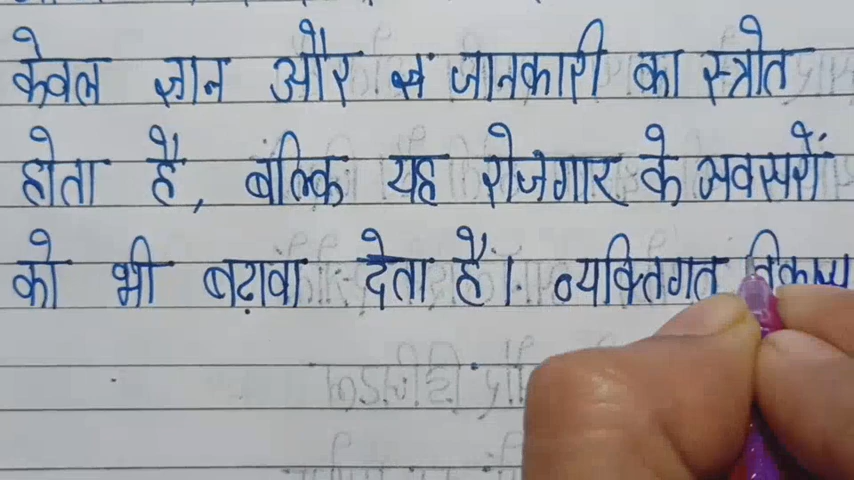 केवल ज्ञान और स जानकारी का स्त्रोत
होता है, बल्कि यह रोजगार के अवसरों
को भी बढ़ावा देता है। व्यक्तिगत